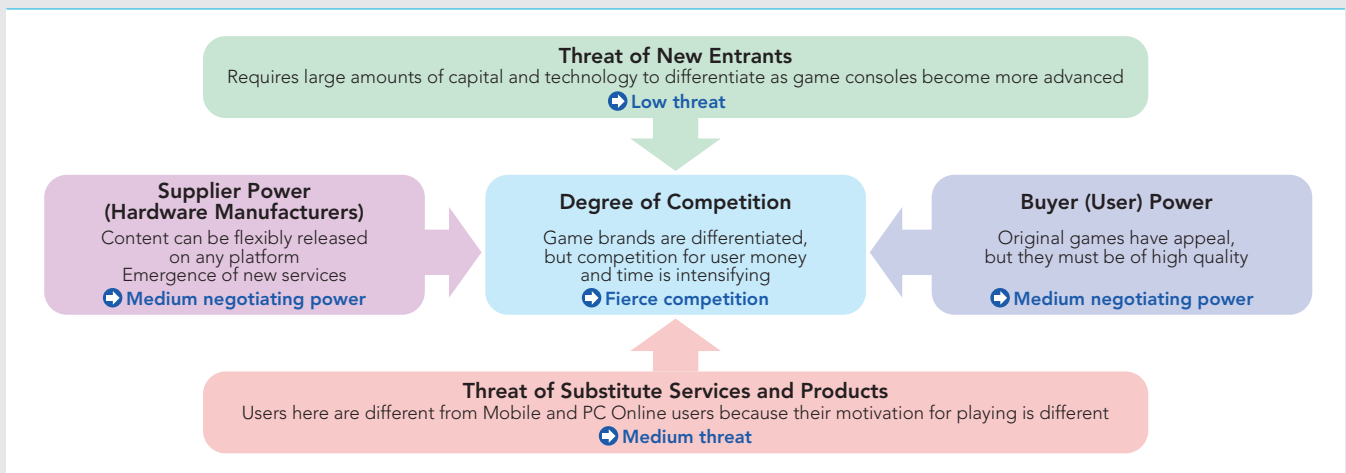 Threat of New Entrants
Requires large amounts of capital and technology to differentiate as game consoles become more advanced
Low threat
Supplier Power
(Hardware Manufacturers)
Content can be flexibly released
on any platform
Emergence of new services
Medium negotiating power
Degree of Competition
Game brands are differentiated,
but competition for user money
and time is intensifying
Fierce competition
Buyer (User) Power
Original games have appeal,
but they must be of high quality
Medium negotiating power
Threat of Substitute Services and Products
Users here are different from Mobile and PC Online users because their motivation for playing is different
Medium threat